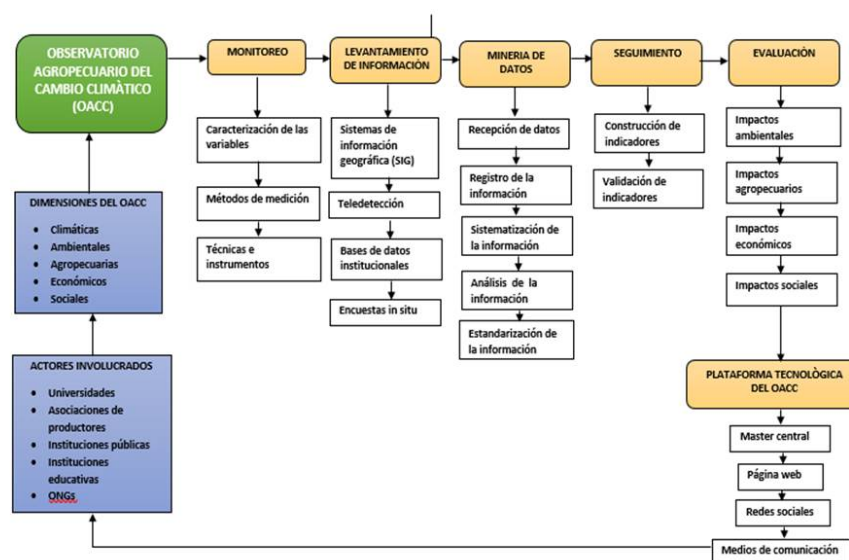 OBSERVATORIO
AGROPECUARIO DEL
CAMBIO CLIMÀTICO
(OACC)
MONITOREO
Caracterización de las
variables
Métodos de medición
Técnicas e
instrumentos
LEVANTAMIENTO
DE INFORMACIÓN
Sistemas de
información
geográfica (SIG)
Teledetección
Bases de datos
institucionales
Encuestas in situ
MINERIA DE
DATOS
Recepción de datos
Registro de la
información
Sistematización de
la información
Análisis de la
información
Estandarización de
la información
SEGUIMIENTO
Construcción de
indicadores
Validación de
indicadores
EVALUACIÓN
Impactos
ambientales
Impactos
agropecuarios
Impactos
económicos
Impactos sociales
PLATAFORMA TECNOLÒGICA
DEL OACC
Master central
Página web
Redes sociales
Medios de comunicación
DIMENSIONES DEL OACC
• Climáticas
• Ambientales
• Agropecuarias
• Económicos
• Sociales
ACTORES INVOLUCRADOS
• Universidades
• Asociaciones de
productores
• Instituciones públicas
• Instituciones
educativas
• ONGs